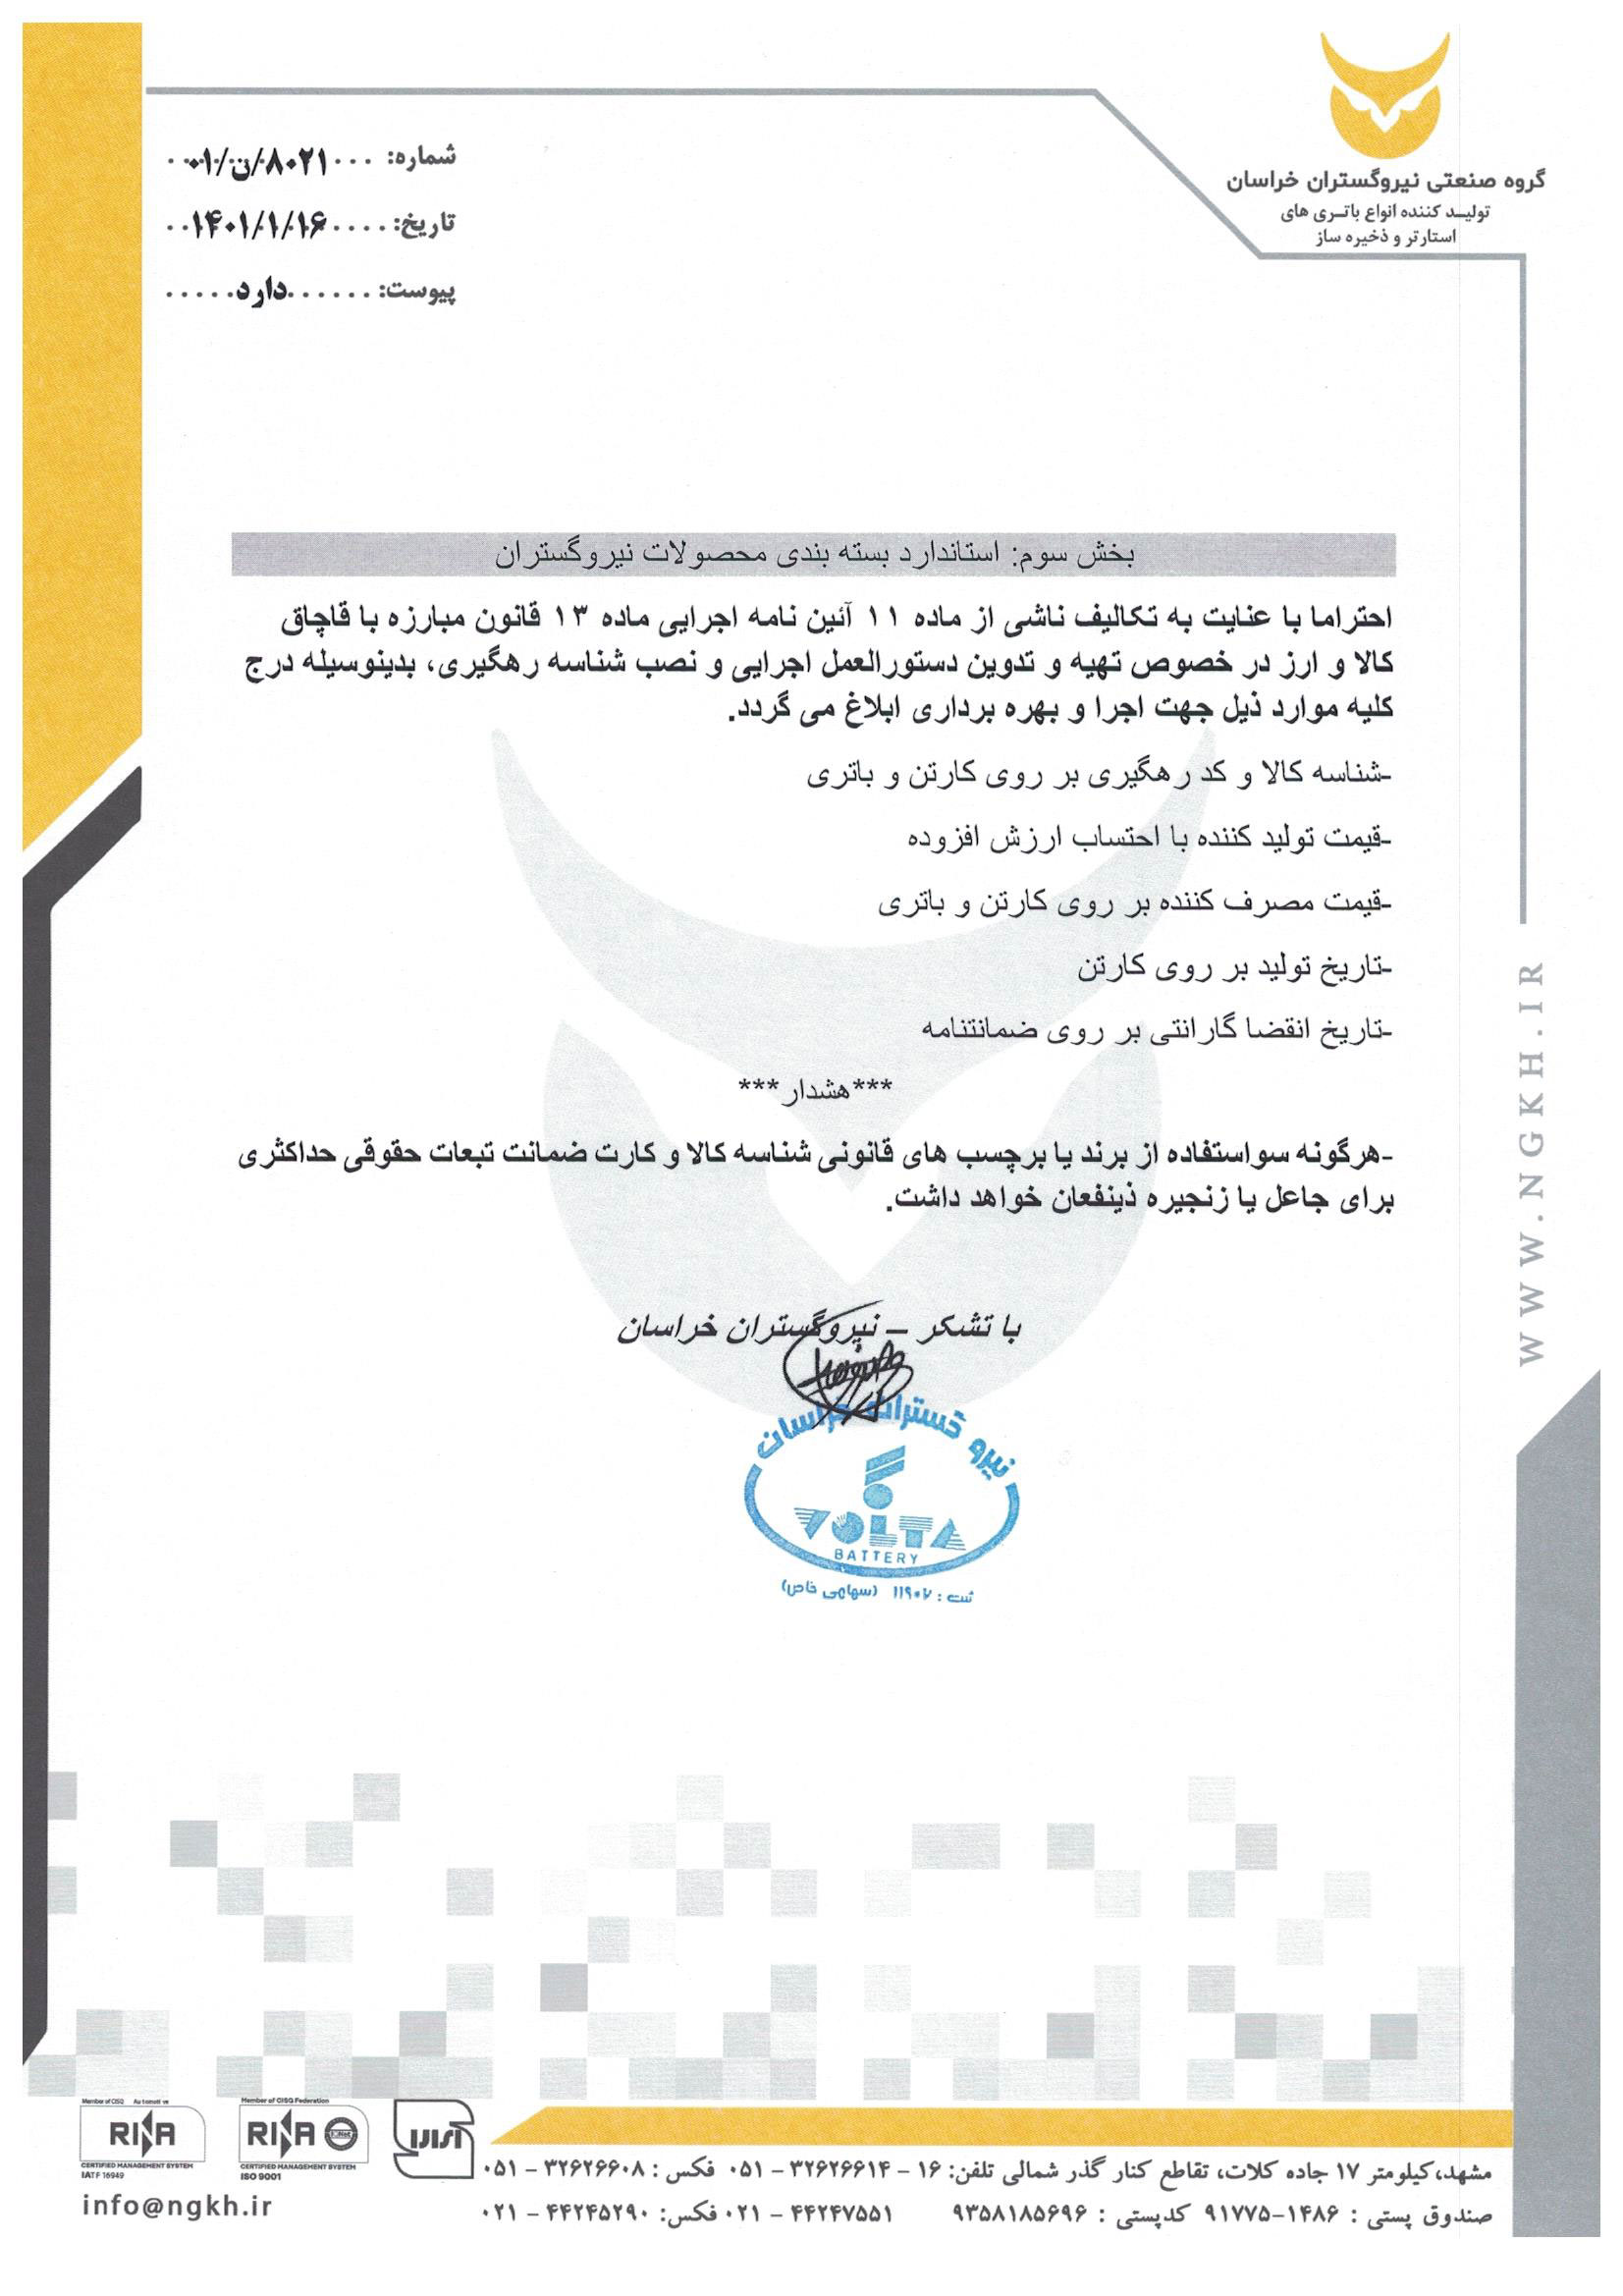 گروه صنعتی نیروگستران خراسان
تولید کننده انواع باتری های
استارتر و ذخیره ساز
شماره: ۰۱/ن/۸۰۲۱
تاریخ: ۱۴۰۱/۱/۱۶
پیوست: دارد
بخش سوم: استاندارد بسته بندی محصولات نیروگستران
احتراما با عنایت به تکالیف ناشی از ماده ۱۱ آئین نامه اجرایی ماده ۱۳ قانون مبارزه با قاچاق
کالا و ارز در خصوص تهیه و تدوین دستورالعمل اجرایی و نصب شناسه رهگیری، بدینوسیله درج
کلیه موارد ذیل جهت اجرا و بهره برداری ابلاغ می گردد.
-شناسه کالا و کد رهگیری بر روی کارتن و باتری
-قیمت تولید کننده با احتساب ارزش افزوده
-قیمت مصرف کننده بر روی کارتن و باتری
-تاریخ تولید بر روی کارتن
-تاریخ انقضا گارانتی بر روی ضمانتنامه
***هشدار***
-هرگونه سواستفاده از برند یا برچسب های قانونی شناسه کالا و کارت ضمانت تبعات حقوقی حداکثری
برای جاعل یا زنجیره ذینفعان خواهد داشت.
با تشکر – نیروگستران خراسان
نیرو گستران خراسان
VOLTA
BATTERY
ثبت : ۱۱۹۰۷ (سهامی خاص)
WWW.NGKH.IR
Member of CISQ Automotive
RINA
CERTIFIED MANAGEMENT SYSTEM
IATF 16949
Member of CISQ Federation
RINA
CERTIFIED MANAGEMENT SYSTEM
ISO 9001
info@ngkh.ir
مشهد،کیلومتر ۱۷ جاده کلات، تقاطع کنار گذر شمالی تلفن: ۱۶ - ۳۲۶۲۶۶۱۴ - ۰۵۱ فکس : ۳۲۶۲۶۶۰۸ - ۰۵۱
صندوق پستی : ۱۴۸۶-۹۱۷۷۵ کدپستی : ۹۳۵۸۱۸۵۶۹۶ ۴۴۲۴۷۵۵۱ - ۰۲۱ فکس: ۴۴۲۴۵۲۹۰ - ۰۲۱